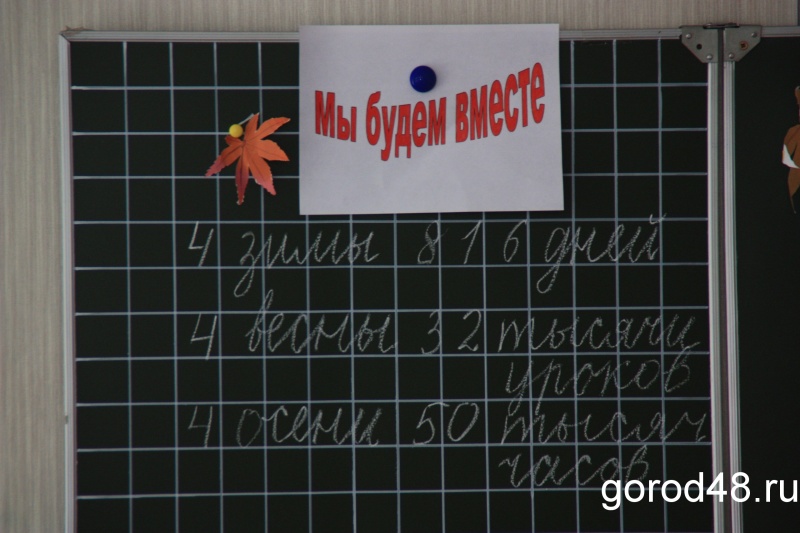 Мы будем вместе
4 зимы 816 дней
4 весны 32 тысячи
уроков
4 осени 50 тысяч
часов
gorod48.ru